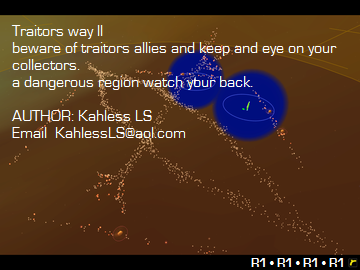 Traitors way II
beware of traitors allies and keep and eye on your
collectors.
a dangerous region watch your back.
AUTHOR: Kahless LS
Email KahlessLS@aol.com
R1 • R1 • R1 • R1 r